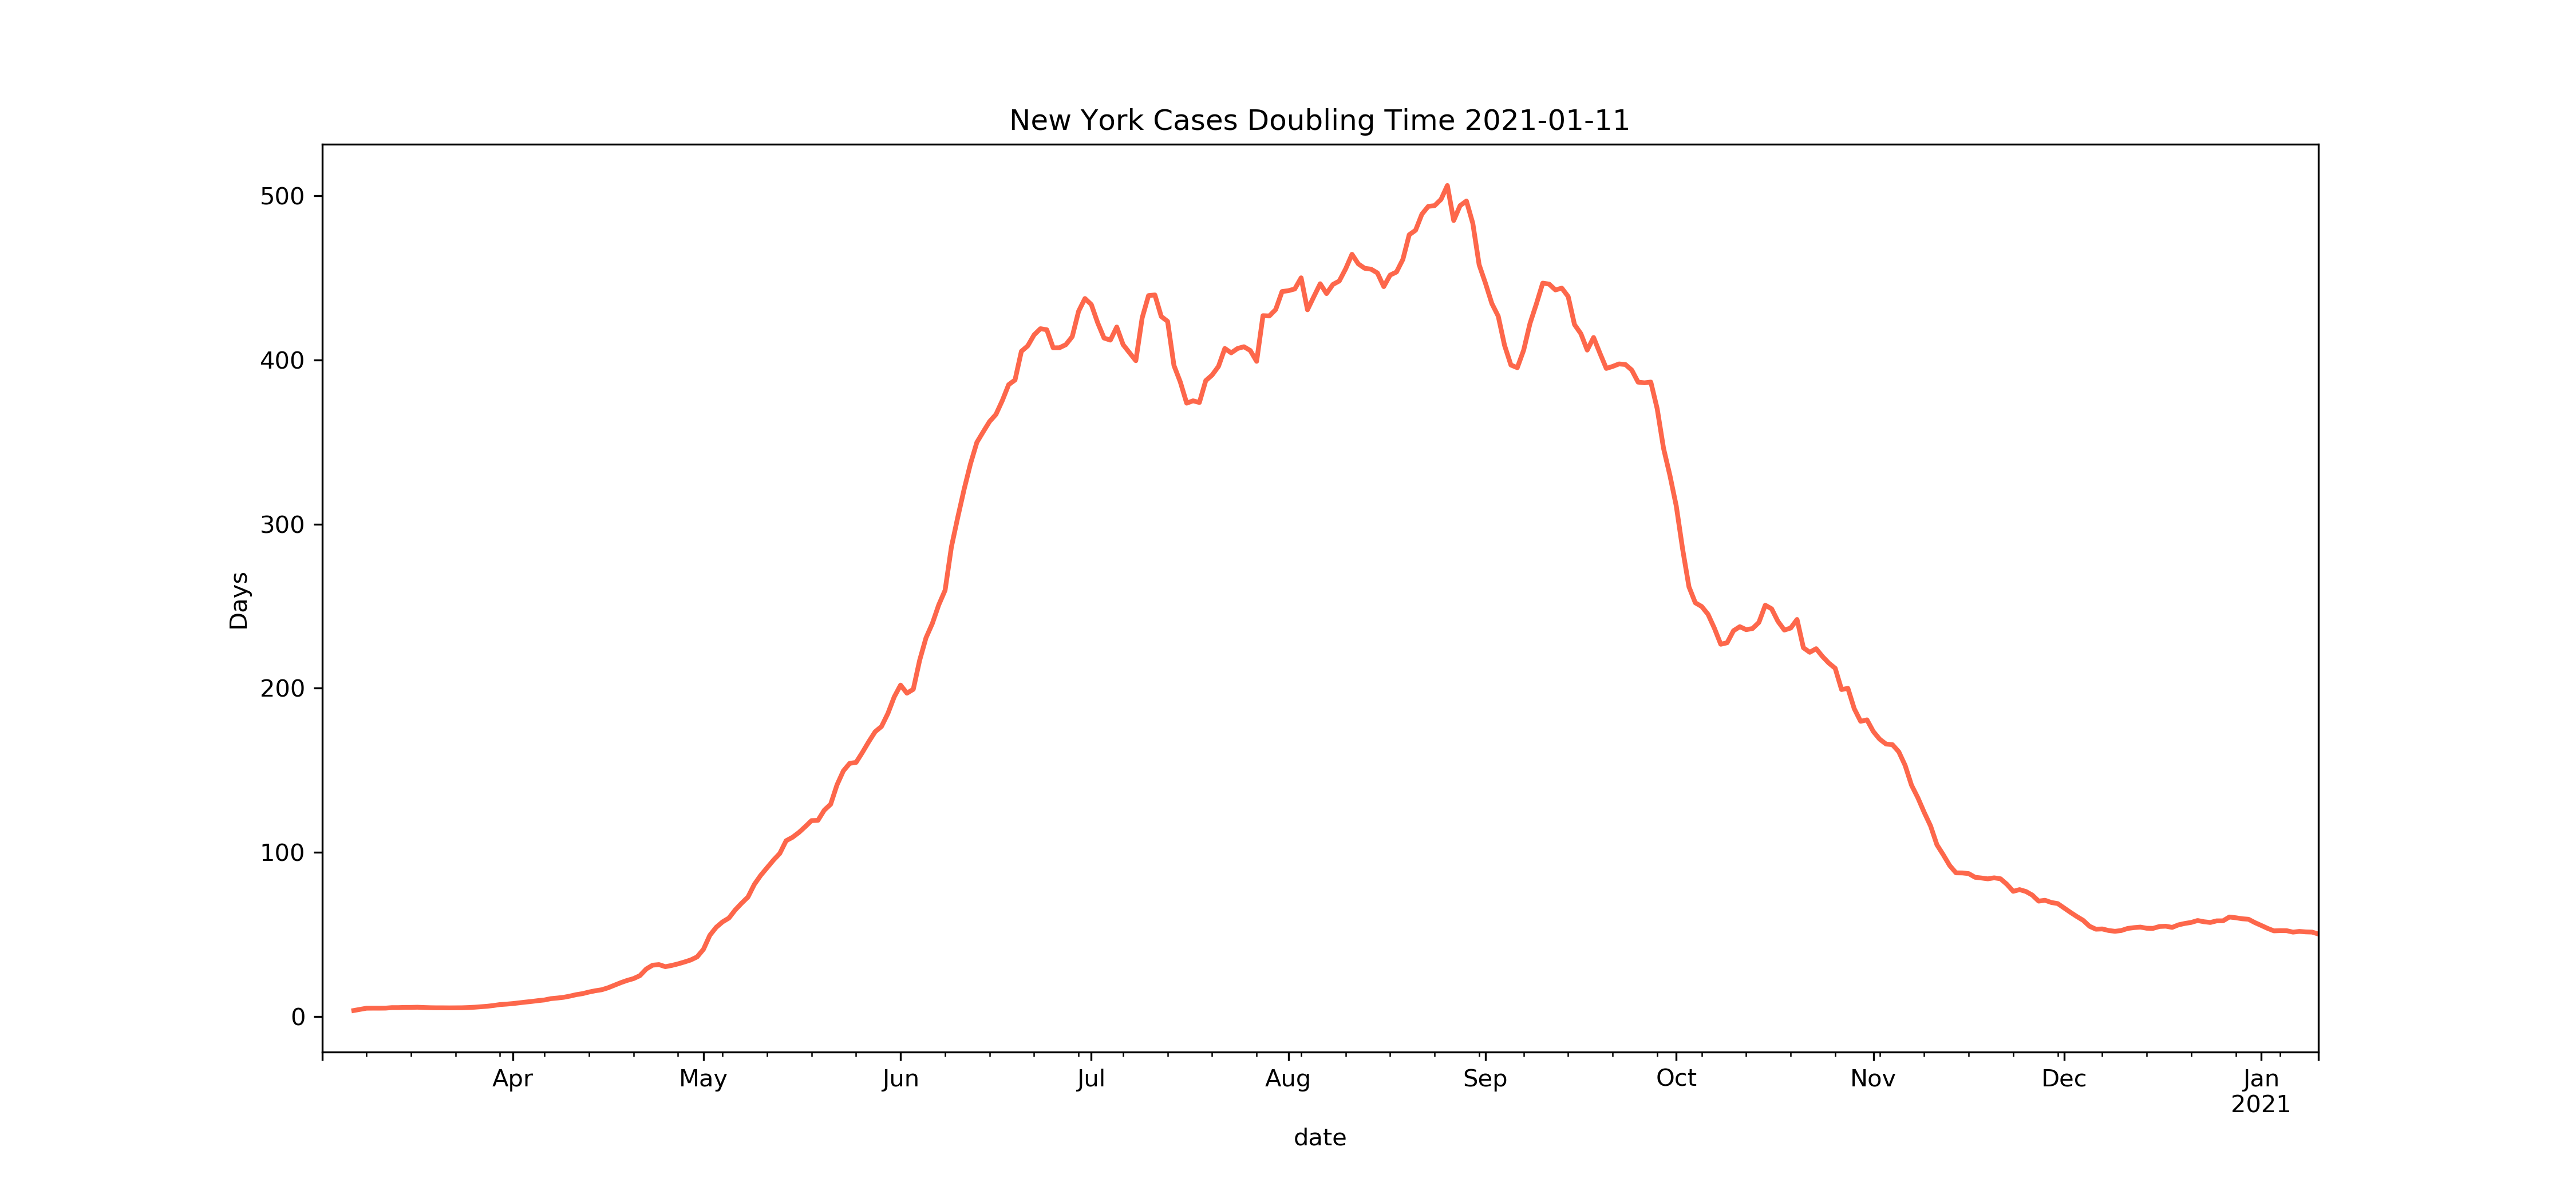 New York Cases Doubling Time 2021-01-11
500
400
300
200
100
0
Days
Apr May Jun Jul Aug Sep Oct Nov Dec Jan
2021
date